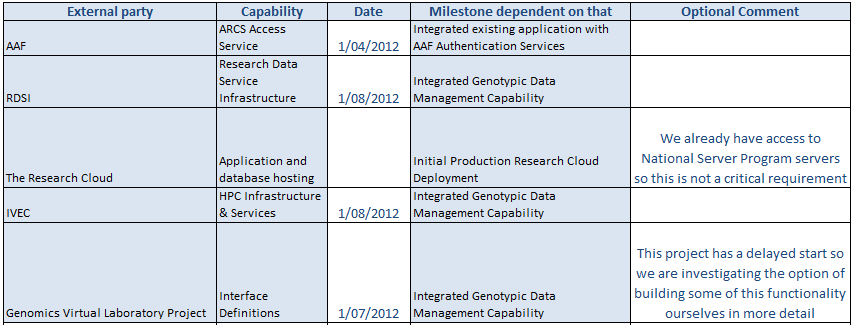 External party Capability Date Milestone dependent on that Optional Comment
AAF ARCS Access Service 1/04/2012 Integrated existing application with AAF Authentication Services
RDSI Research Data Service Infrastructure 1/08/2012 Integrated Genotypic Data Management Capability
The Research Cloud Application and database hosting Initial Production Research Cloud Deployment We already have access to National Server Program servers so this is not a critical requirement
IVEC HPC Infrastructure & Services 1/08/2012 Integrated Genotypic Data Management Capability
Genomics Virtual Laboratory Project Interface Definitions 1/07/2012 Integrated Genotypic Data Management Capability This project has a delayed start so we are investigating the option of building some of this functionality ourselves in more detail